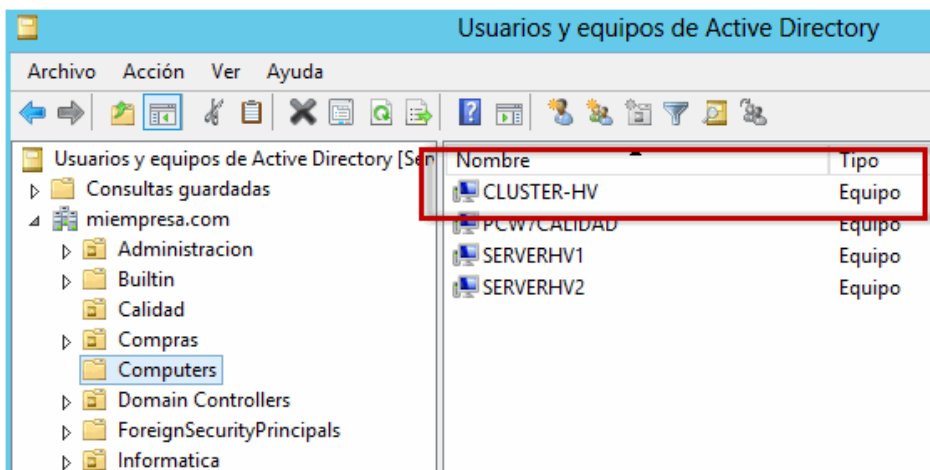 Usuarios y equipos de Active Directory
Archivo Acción Ver Ayuda
Usuarios y equipos de Active Directory [Ser
Consultas guardadas
miempresa.com
Administracion
Builtin
Calidad
Compras
Computers
Domain Controllers
ForeignSecurityPrincipals
Informatica
Nombre Tipo
CLUSTER-HV Equipo
PCW7CALIDAD Equipo
SERVERHV1 Equipo
SERVERHV2 Equipo